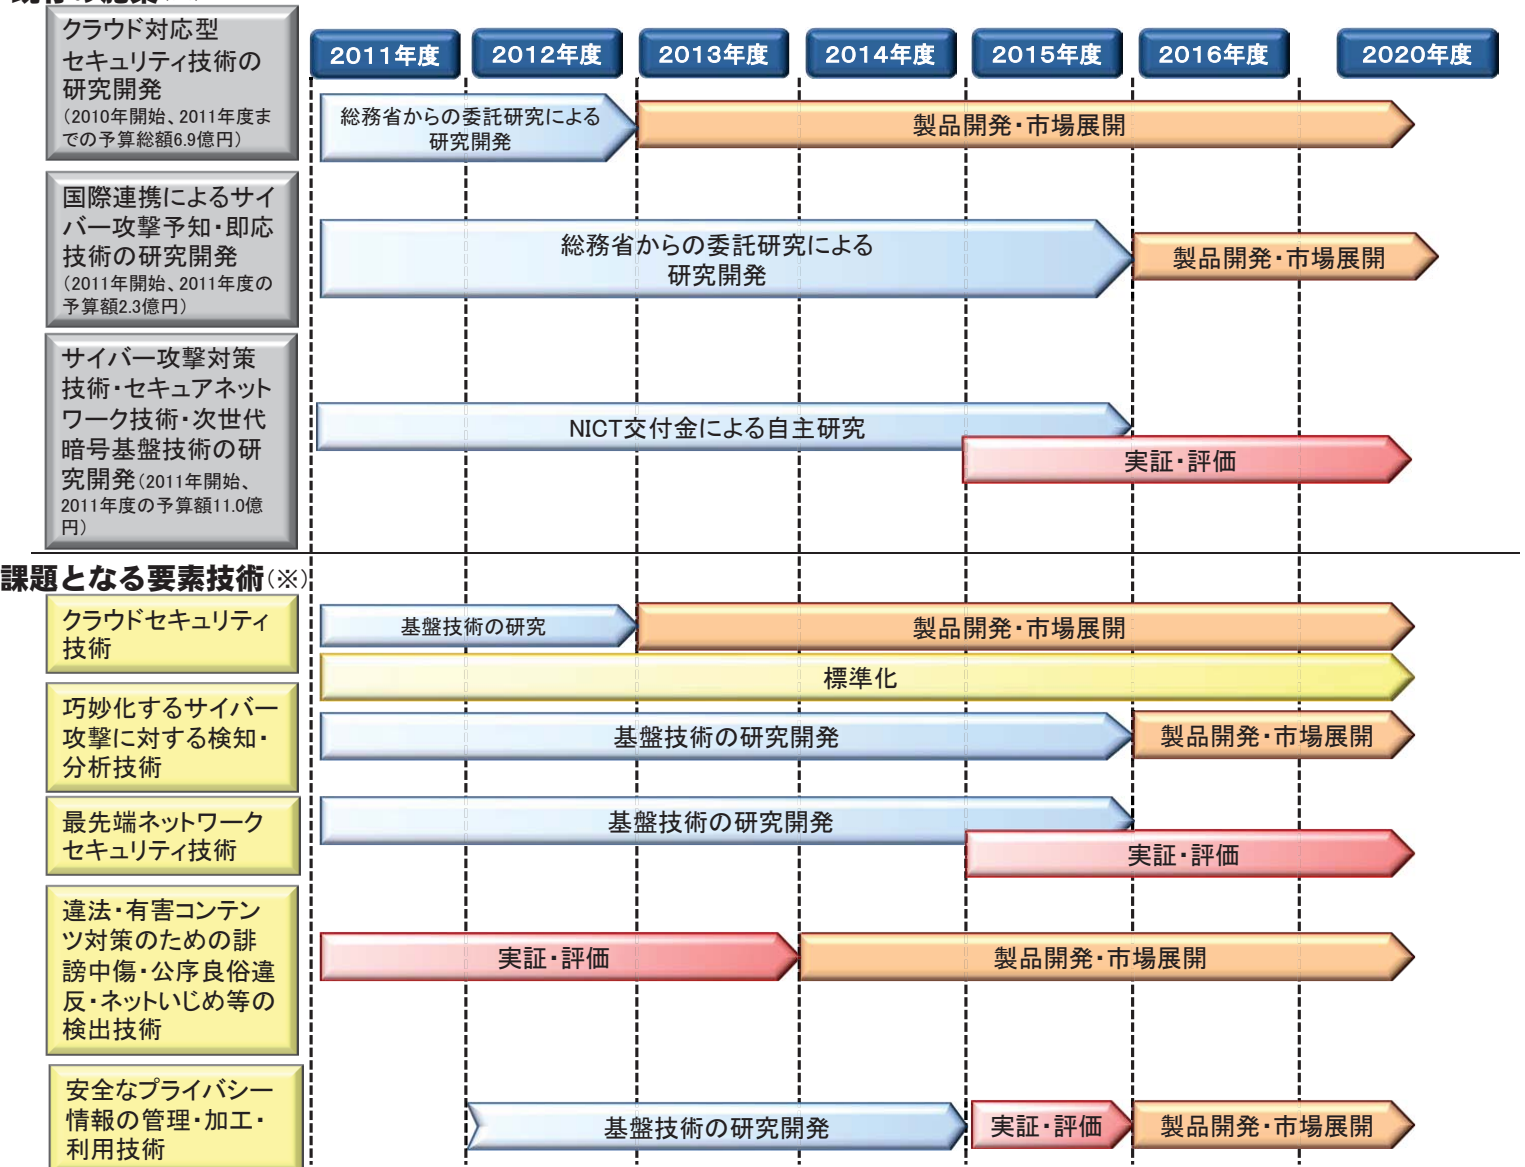 クラウド対応型
セキュリティ技術の
研究開発
(2010年開始、2011年度ま
での予算総額6.9億円)
2011年度
2012年度
2013年度
2014年度
2015年度
2016年度
2020年度
総務省からの委託研究による
研究開発
製品開発・市場展開
国際連携によるサイ
バー攻撃予知・即応
技術の研究開発
(2011年開始、2011年度の
予算額2.3億円)
総務省からの委託研究による
研究開発
製品開発・市場展開
サイバー攻撃対策
技術・セキュアネット
ワーク技術・次世代
暗号基盤技術の研
究開発(2011年開始、
2011年度の予算額11.0億
円)
NICT交付金による自主研究
実証・評価
課題となる要素技術(※)
クラウドセキュリティ
技術
基盤技術の研究
製品開発・市場展開
標準化
巧妙化するサイバー
攻撃に対する検知・
分析技術
基盤技術の研究開発
製品開発・市場展開
最先端ネットワーク
セキュリティ技術
基盤技術の研究開発
実証・評価
違法・有害コンテン
ツ対策のための誹
謗中傷・公序良俗違
反・ネットいじめ等の
検出技術
実証・評価
製品開発・市場展開
安全なプライバシー
情報の管理・加工・
利用技術
基盤技術の研究開発
実証・評価
製品開発・市場展開